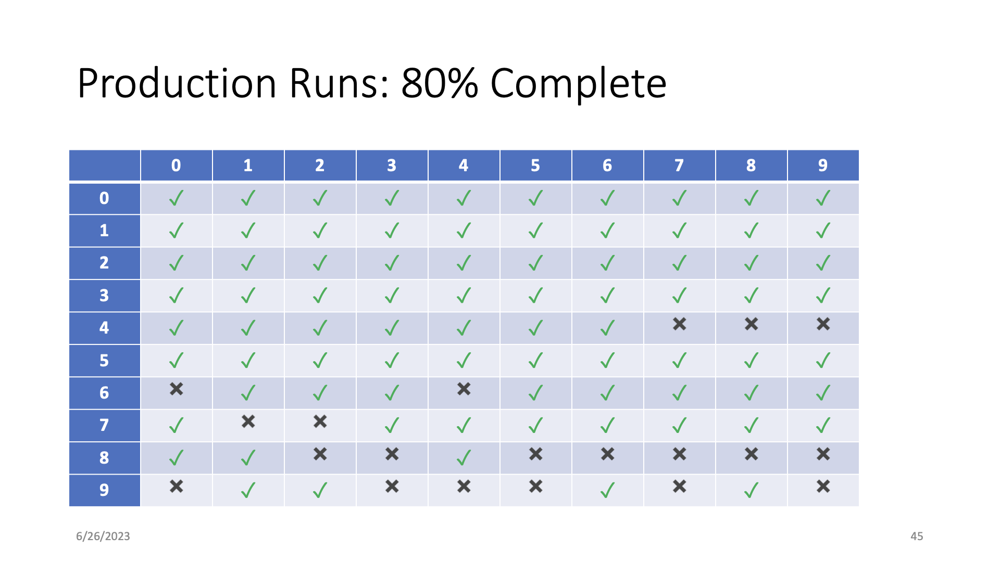 Production Runs: 80% Complete
0 1 2 3 4 5 6 7 8 9
0 ✓ ✓ ✓ ✓ ✓ ✓ ✓ ✓ ✓ ✓
1 ✓ ✓ ✓ ✓ ✓ ✓ ✓ ✓ ✓ ✓
2 ✓ ✓ ✓ ✓ ✓ ✓ ✓ ✓ ✓ ✓
3 ✓ ✓ ✓ ✓ ✓ ✓ ✓ ✓ ✓ ✓
4 ✓ ✓ ✓ ✓ ✓ ✓ ✓ ✖ ✖ ✖
5 ✓ ✓ ✓ ✓ ✓ ✓ ✓ ✓ ✓ ✓
6 ✖ ✓ ✓ ✓ ✖ ✓ ✓ ✓ ✓ ✓
7 ✓ ✖ ✖ ✓ ✓ ✓ ✓ ✓ ✓ ✓
8 ✓ ✓ ✖ ✖ ✓ ✖ ✖ ✖ ✖ ✖
9 ✖ ✓ ✓ ✖ ✖ ✖ ✓ ✖ ✓ ✖
6/26/2023 45